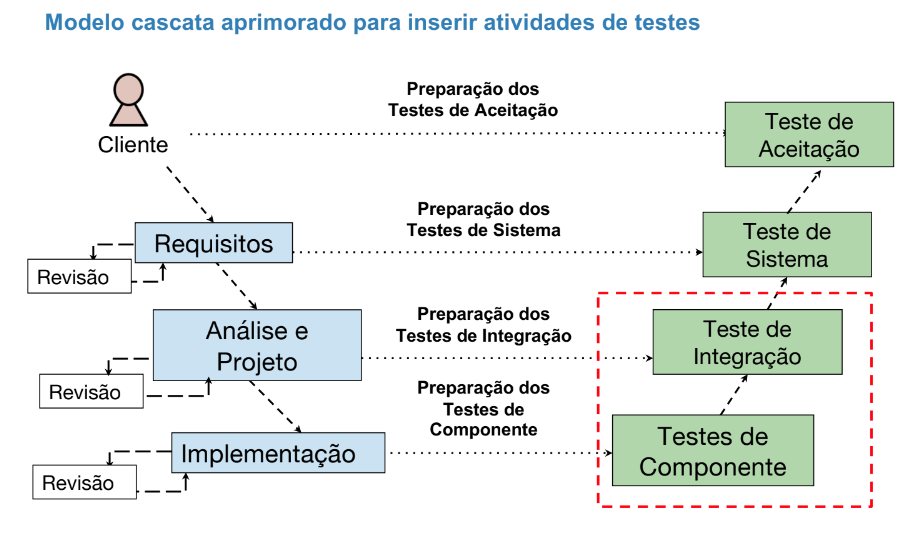 Modelo cascata aprimorado para inserir atividades de testes
Cliente
Preparação dos
Testes de Aceitação
Teste de
Aceitação
Requisitos
Revisão
Preparação dos
Testes de Sistema
Teste de
Sistema
Análise e
Projeto
Revisão
Preparação dos
Testes de Integração
Teste de
Integração
Implementação
Revisão
Preparação dos
Testes de
Componente
Testes de
Componente